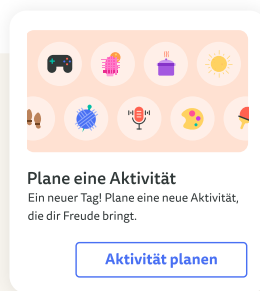 Plane eine Aktivität
Ein neuer Tag! Plane eine neue Aktivität,
die dir Freude bringt.
Aktivität planen